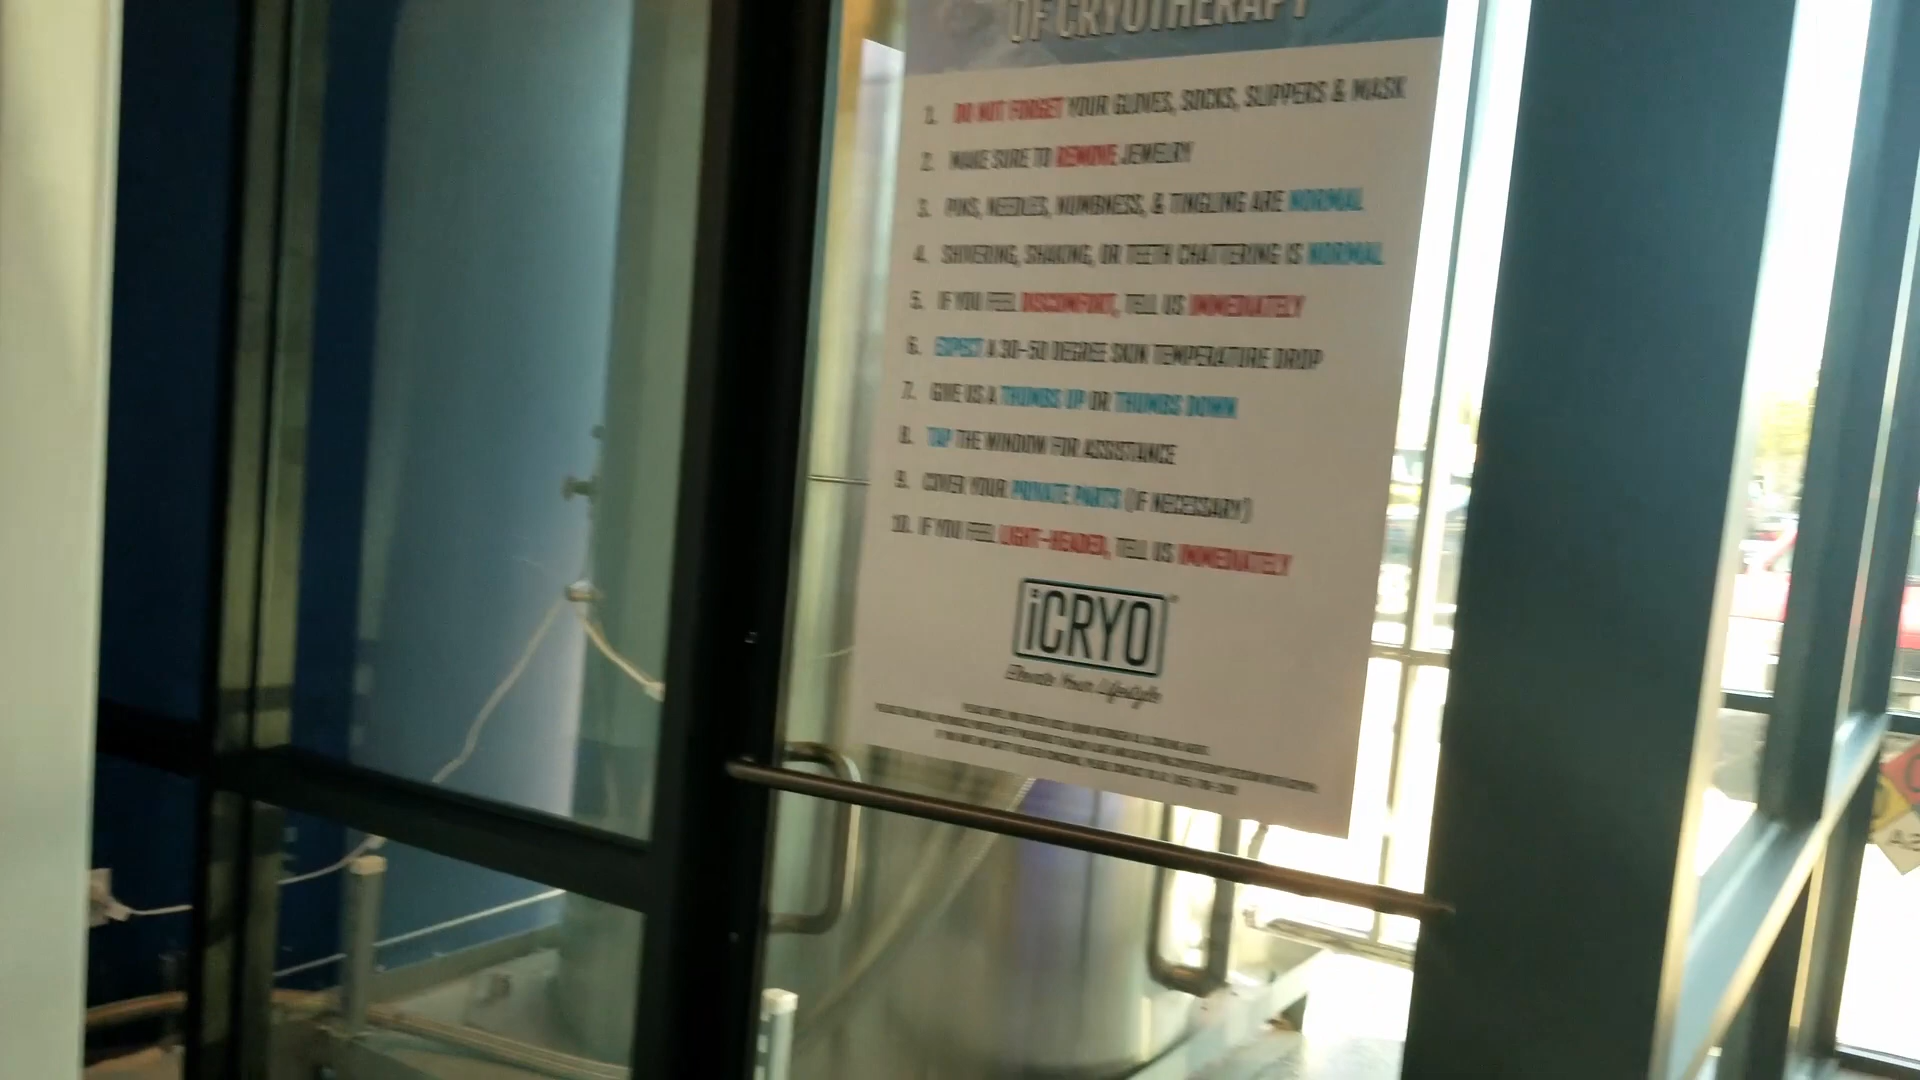 OF CRYOTHERAPY
1. DO NOT FORGET YOUR GLOVES, SOCKS, SLIPPERS & MASK
2. MAKE SURE TO REMOVE JEWELRY
3. PINS, NEEDLES, NUMBNESS, & TINGLING ARE NORMAL
4. SHIVERING, SHAKING, OR TEETH CHATTERING IS NORMAL
5. IF YOU FEEL DISCOMFORT, TELL US IMMEDIATELY
6. EXPECT A 30-50 DEGREE SKIN TEMPERATURE DROP
7. GIVE US A THUMBS UP OR THUMBS DOWN
8. TAP THE WINDOW FOR ASSISTANCE
9. COVER YOUR PRIVATE PARTS (IF NECESSARY)
10. IF YOU FEEL LIGHT-HEADED, TELL US IMMEDIATELY
iCRYO
Elevate Your Lifestyle